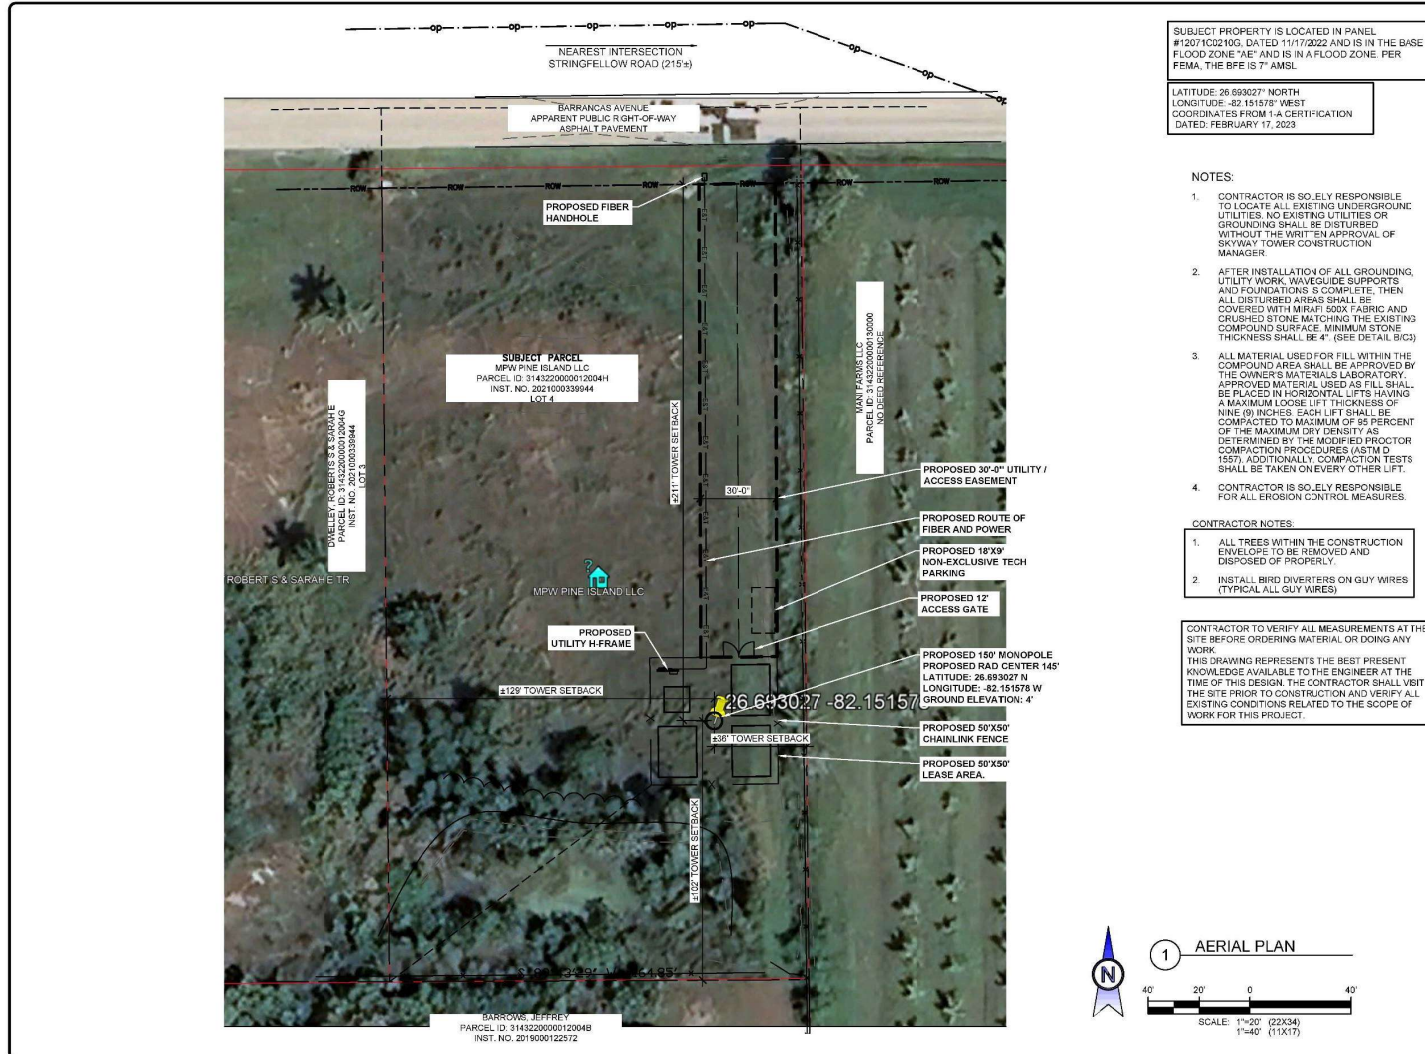 OP OP OP OP OP
NEAREST INTERSECTION
STRINGFELLOW ROAD (215'±)
OP
OP
OP
BARRANCAS AVENUE
APPARENT PUBLIC RIGHT-OF-WAY
ASPHALT PAVEMENT
ROW ROW ROW ROW ROW ROW ROW
PROPOSED FIBER
HANDHOLE
SUBJECT PARCEL
MPW PINE ISLAND LLC
PARCEL ID: 3143220000012004H
INST. NO. 2021000339944
LOT 4
DWELLEY, ROBERTS S & SARAH E
PARCEL ID: 3143220000012004G
INST. NO. 2021000339944
LOT 3
MANI FARMS LLC
PARCEL ID: 3143220000130000
NO DEED REFERENCE
±211' TOWER SETBACK
30'-0"
E&T E&T E&T E&T E&T E&T E&T E&T E&T E&T E&T E&T
PROPOSED 30'-0" UTILITY /
ACCESS EASEMENT
PROPOSED ROUTE OF
FIBER AND POWER
PROPOSED 18'X9'
NON-EXCLUSIVE TECH
PARKING
PROPOSED 12'
ACCESS GATE
ROBERT S & SARAH E TR
?
MPW PINE ISLAND LLC
PROPOSED
UTILITY H-FRAME
PROPOSED 150' MONOPOLE
PROPOSED RAD CENTER 145'
LATITUDE: 26.693027 N
LONGITUDE: -82.151578 W
GROUND ELEVATION: 4'
±129' TOWER SETBACK
26.693027 -82.151578
±36' TOWER SETBACK
PROPOSED 50'X50'
CHAINLINK FENCE
PROPOSED 50'X50'
LEASE AREA.
±102' TOWER SETBACK
BARROWS, JEFFREY
PARCEL ID: 3143220000012004B
INST. NO. 2019000122572
SUBJECT PROPERTY IS LOCATED IN PANEL
#12071C0210G, DATED 11/17/2022 AND IS IN THE BASE
FLOOD ZONE "AE" AND IS IN A FLOOD ZONE. PER
FEMA, THE BFE IS 7" AMSL
LATITUDE: 26.693027° NORTH
LONGITUDE: -82.151578° WEST
COORDINATES FROM 1-A CERTIFICATION
DATED: FEBRUARY 17, 2023
NOTES:
1. CONTRACTOR IS SOLELY RESPONSIBLE
TO LOCATE ALL EXISTING UNDERGROUND
UTILITIES. NO EXISTING UTILITIES OR
GROUNDING SHALL BE DISTURBED
WITHOUT THE WRITTEN APPROVAL OF
SKYWAY TOWER CONSTRUCTION
MANAGER.
2. AFTER INSTALLATION OF ALL GROUNDING,
UTILITY WORK, WAVEGUIDE SUPPORTS
AND FOUNDATIONS IS COMPLETE, THEN
ALL DISTURBED AREAS SHALL BE
COVERED WITH MIRAFI 500X FABRIC AND
CRUSHED STONE MATCHING THE EXISTING
COMPOUND SURFACE. MINIMUM STONE
THICKNESS SHALL BE 4". (SEE DETAIL B/C3)
3. ALL MATERIAL USED FOR FILL WITHIN THE
COMPOUND AREA SHALL BE APPROVED BY
THE OWNER'S MATERIALS LABORATORY.
APPROVED MATERIAL USED AS FILL SHALL
BE PLACED IN HORIZONTAL LIFTS HAVING
A MAXIMUM LOOSE LIFT THICKNESS OF
NINE (9) INCHES. EACH LIFT SHALL BE
COMPACTED TO MAXIMUM OF 95 PERCENT
OF THE MAXIMUM DRY DENSITY AS
DETERMINED BY THE MODIFIED PROCTOR
COMPACTION PROCEDURES (ASTM D
1557). ADDITIONALLY, COMPACTION TESTS
SHALL BE TAKEN ON EVERY OTHER LIFT.
4. CONTRACTOR IS SOLELY RESPONSIBLE
FOR ALL EROSION CONTROL MEASURES.
CONTRACTOR NOTES:
1. ALL TREES WITHIN THE CONSTRUCTION
ENVELOPE TO BE REMOVED AND
DISPOSED OF PROPERLY.
2. INSTALL BIRD DIVERTERS ON GUY WIRES
(TYPICAL ALL GUY WIRES)
CONTRACTOR TO VERIFY ALL MEASUREMENTS AT THE
SITE BEFORE ORDERING MATERIAL OR DOING ANY
WORK.
THIS DRAWING REPRESENTS THE BEST PRESENT
KNOWLEDGE AVAILABLE TO THE ENGINEER AT THE
TIME OF THIS DESIGN. THE CONTRACTOR SHALL VISIT
THE SITE PRIOR TO CONSTRUCTION AND VERIFY ALL
EXISTING CONDITIONS RELATED TO THE SCOPE OF
WORK FOR THIS PROJECT.
N
1 AERIAL PLAN
40' 20' 0 40'
SCALE: 1"=20' (22X34)
1"=40' (11X17)